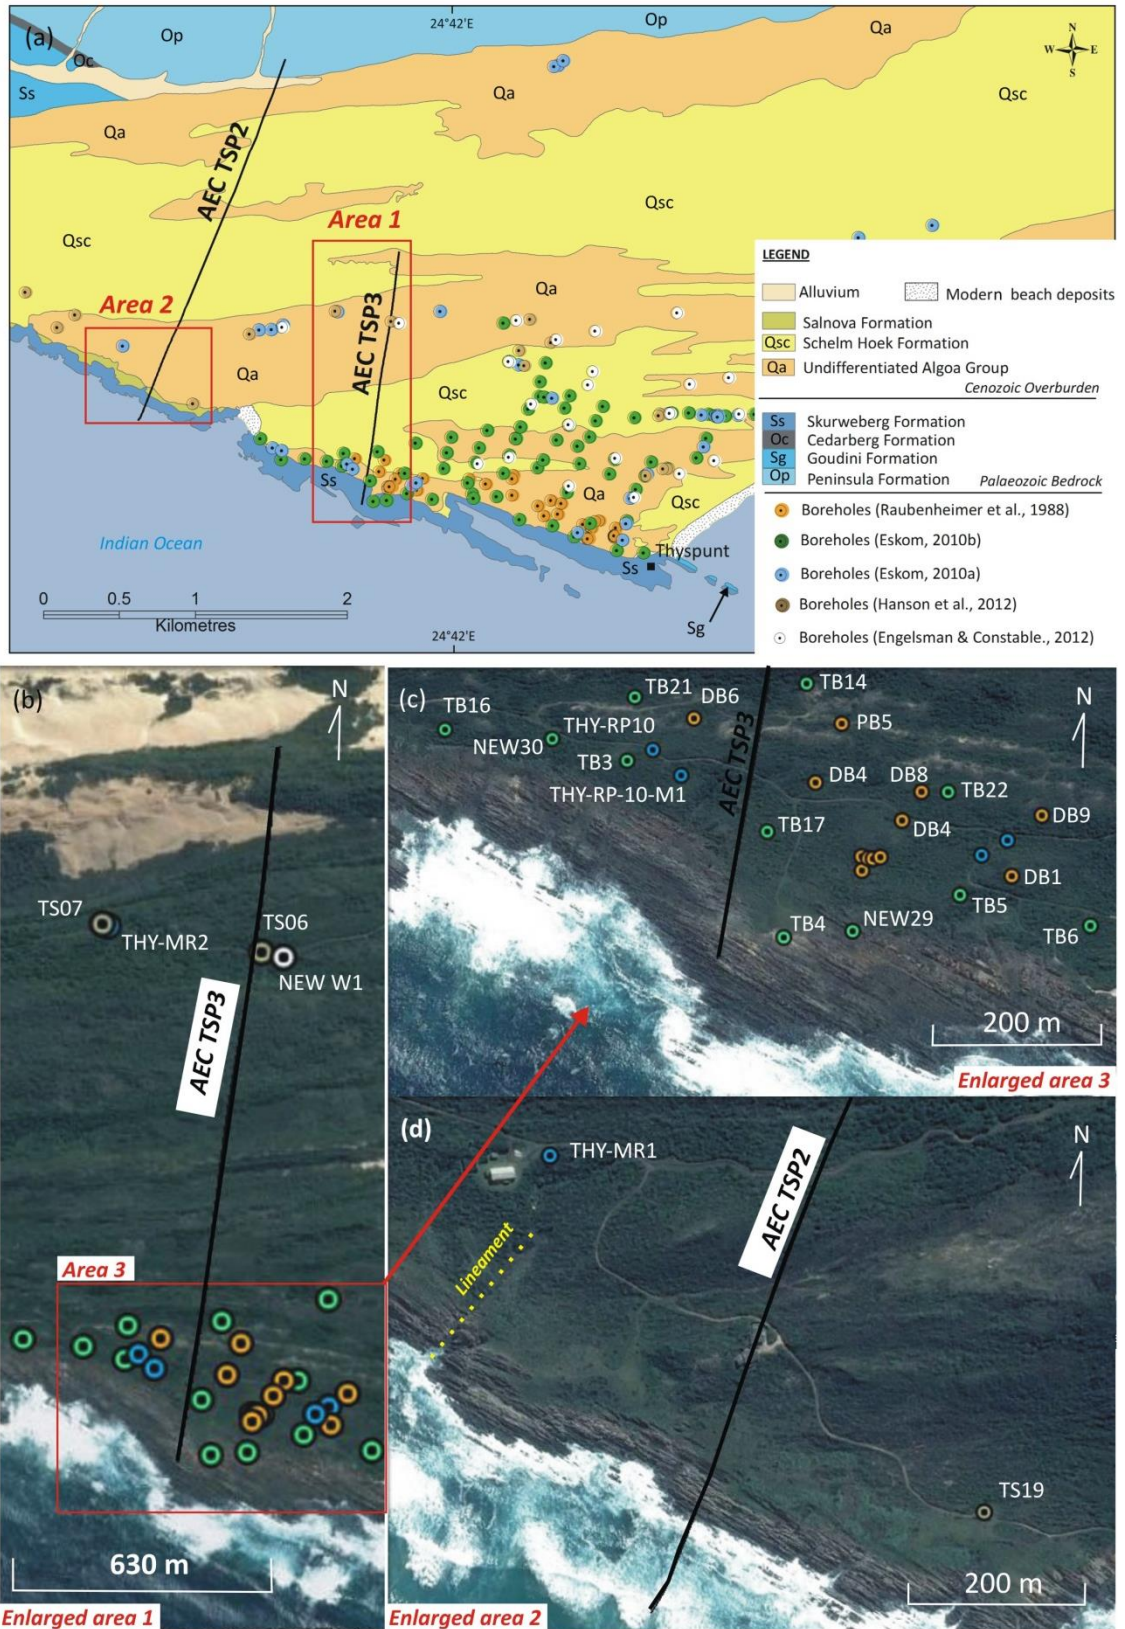 (a)
24°42'E
Op
Op
Qa
N
W
E
S
Oc
Ss
Qa
Qsc
Qa
AEC TSP2
Qsc
Area 1
Qsc
Area 2
Qa
AEC TSP3
Qa
Qsc
Qa
Qsc
Ss
Indian Ocean
Thyspunt
Ss
Sg
0 0.5 1 2
Kilometres
24°42'E
LEGEND
Alluvium
Modern beach deposits
Salnova Formation
Qsc Schelm Hoek Formation
Qa Undifferentiated Algoa Group
Cenozoic Overburden
Ss Skurweberg Formation
Oc Cedarberg Formation
Sg Goudini Formation
Op Peninsula Formation
Palaeozoic Bedrock
Boreholes (Raubenheimer et al., 1988)
Boreholes (Eskom, 2010b)
Boreholes (Eskom, 2010a)
Boreholes (Hanson et al., 2012)
Boreholes (Engelsman & Constable., 2012)
(b)
N
TS07
THY-MR2
TS06
NEW W1
AEC TSP3
Area 3
630 m
Enlarged area 1
(c)
N
TB16
TB21
DB6
TB14
THY-RP10
NEW30
PB5
TB3
THY-RP-10-M1
AEC TSP3
DB4
DB8
TB22
TB17
DB4
DB9
DB1
TB5
TB4
NEW29
TB6
200 m
Enlarged area 3
(d)
N
THY-MR1
AEC TSP2
Lineament
TS19
200 m
Enlarged area 2